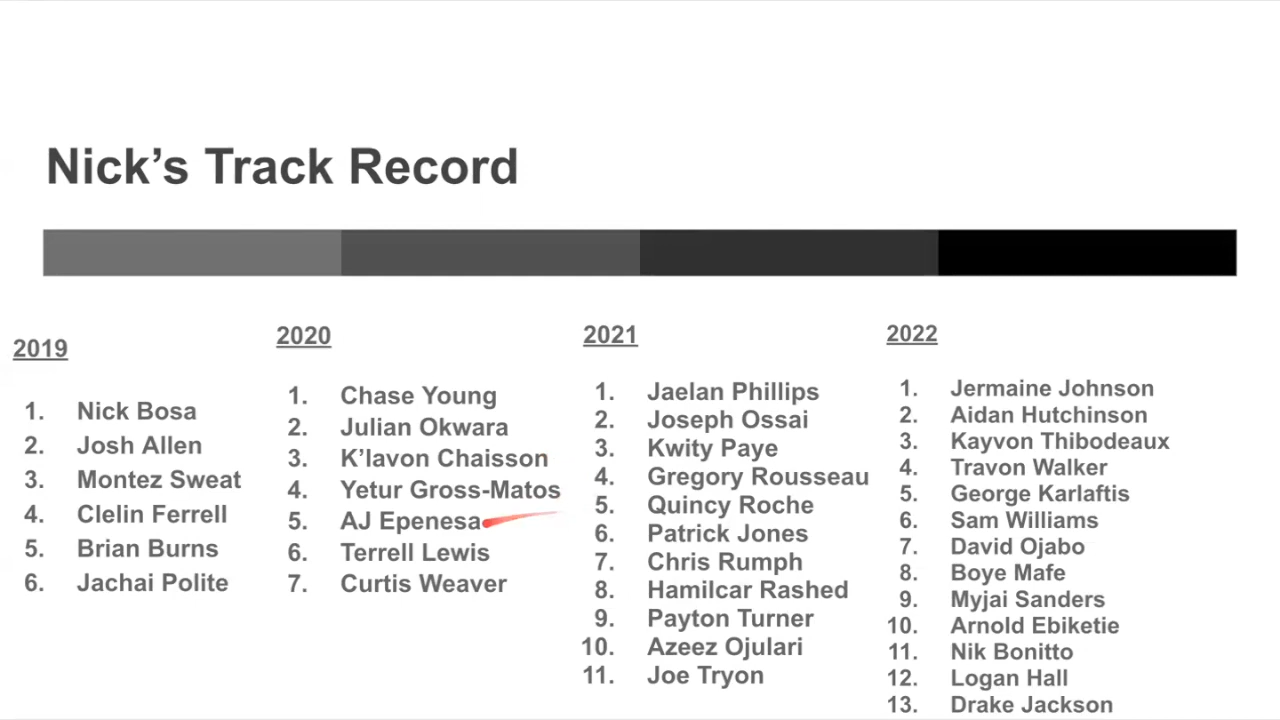 Nick’s Track Record
2019
1. Nick Bosa
2. Josh Allen
3. Montez Sweat
4. Clelin Ferrell
5. Brian Burns
6. Jachai Polite
2020
1. Chase Young
2. Julian Okwara
3. K’lavon Chaisson
4. Yetur Gross-Matos
5. AJ Epenesa
6. Terrell Lewis
7. Curtis Weaver
2021
1. Jaelan Phillips
2. Joseph Ossai
3. Kwity Paye
4. Gregory Rousseau
5. Quincy Roche
6. Patrick Jones
7. Chris Rumph
8. Hamilcar Rashed
9. Payton Turner
10. Azeez Ojulari
11. Joe Tryon
2022
1. Jermaine Johnson
2. Aidan Hutchinson
3. Kayvon Thibodeaux
4. Travon Walker
5. George Karlaftis
6. Sam Williams
7. David Ojabo
8. Boye Mafe
9. Myjai Sanders
10. Arnold Ebiketie
11. Nik Bonitto
12. Logan Hall
13. Drake Jackson